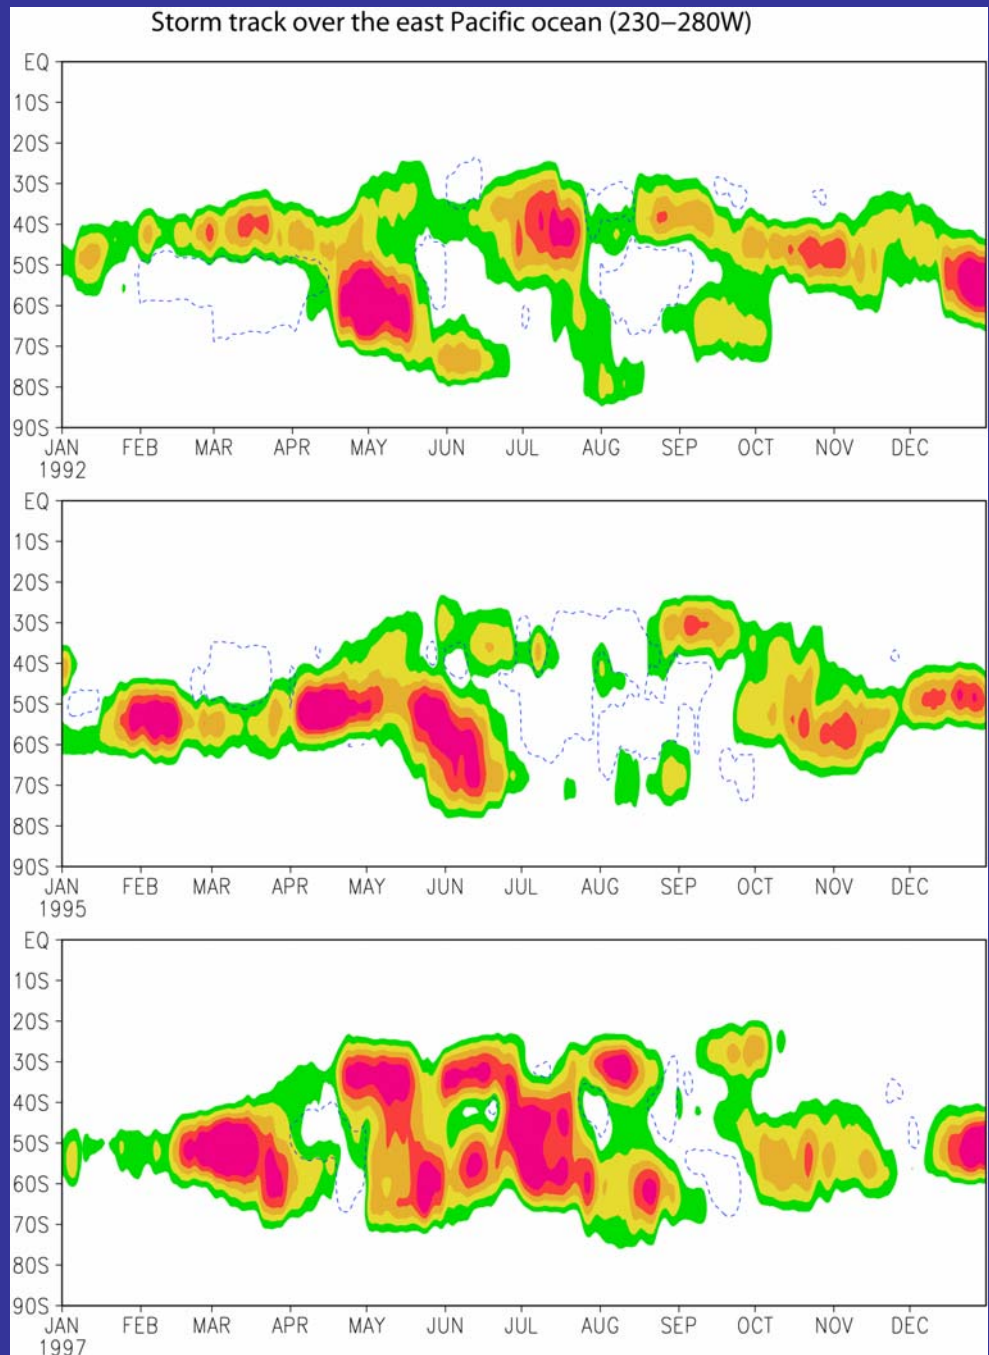 Storm track over the east Pacific ocean (230–280W)
EQ
10S
20S
30S
40S
50S
60S
70S
80S
90S
JAN FEB MAR APR MAY JUN JUL AUG SEP OCT NOV DEC
1992
EQ
10S
20S
30S
40S
50S
60S
70S
80S
90S
JAN FEB MAR APR MAY JUN JUL AUG SEP OCT NOV DEC
1995
EQ
10S
20S
30S
40S
50S
60S
70S
80S
90S
JAN FEB MAR APR MAY JUN JUL AUG SEP OCT NOV DEC
1997